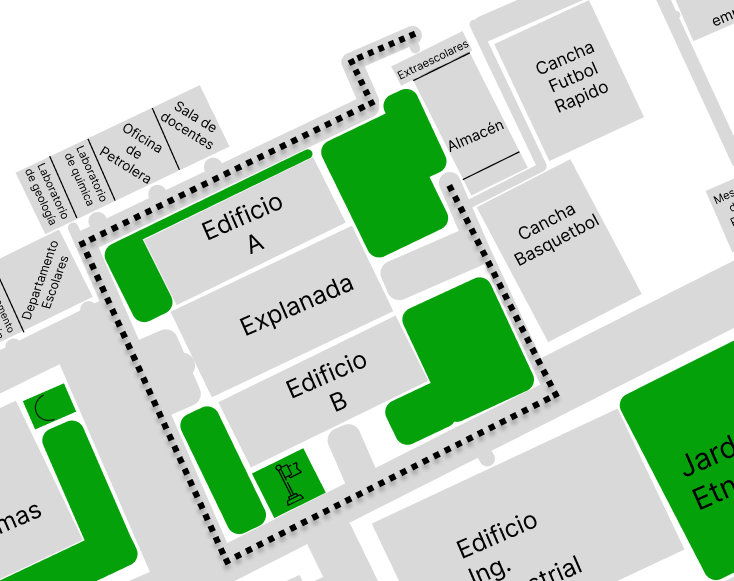 Extraescolares
Cancha
Futbol
Rapido
Almacén
Sala de
docentes
Oficina
de
Petrolera
Laboratorio
de química
Laboratorio
de geología
Departamento
Escolares
Edificio
A
Explanada
Edificio
B
Cancha
Basquetbol
Edificio
Ing.